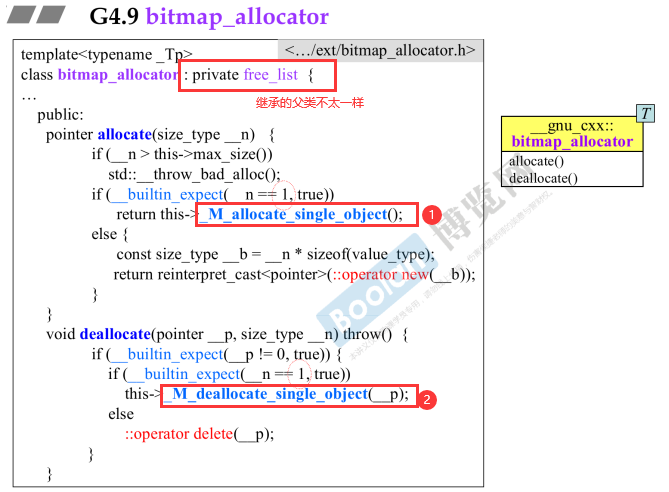 G4.9 bitmap_allocator
<…/ext/bitmap_allocator.h>
template<typename _Tp>
class bitmap_allocator : private free_list {
继承的父类不太一样
…
public:
pointer allocate(size_type __n) {
if (__n > this->max_size())
std::__throw_bad_alloc();
if (__builtin_expect(__n == 1, true))
return this->_M_allocate_single_object();
1
else {
const size_type __b = __n * sizeof(value_type);
return reinterpret_cast<pointer>(::operator new(__b));
}
}
void deallocate(pointer __p, size_type __n) throw() {
if (__builtin_expect(__p != 0, true)) {
if (__builtin_expect(__n == 1, true))
this->_M_deallocate_single_object(__p);
2
else
::operator delete(__p);
}
}
T
__gnu_cxx::
bitmap_allocator
allocate()
deallocate()
Boolan 博览网